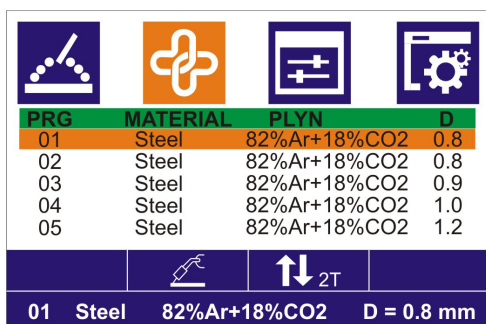 PRG MATERIAL PLYN D
01 Steel 82%Ar+18%CO2 0.8
02 Steel 82%Ar+18%CO2 0.8
03 Steel 82%Ar+18%CO2 0.9
04 Steel 82%Ar+18%CO2 1.0
05 Steel 82%Ar+18%CO2 1.2
2T
01 Steel 82%Ar+18%CO2 D = 0.8 mm